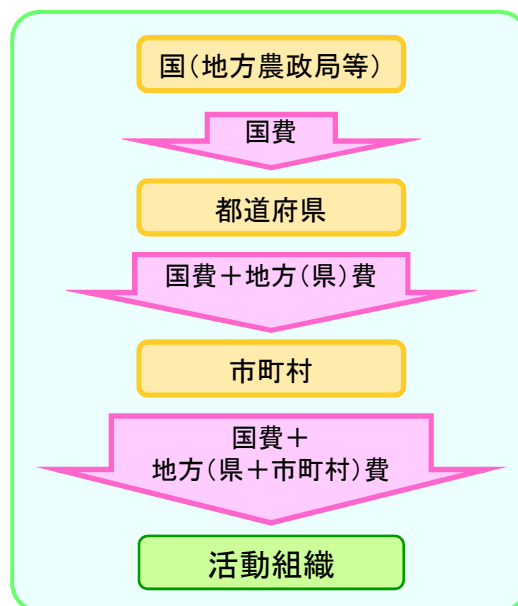 国(地方農政局等)
国費
都道府県
国費＋地方(県)費
市町村
国費＋
地方(県＋市町村)費
活動組織